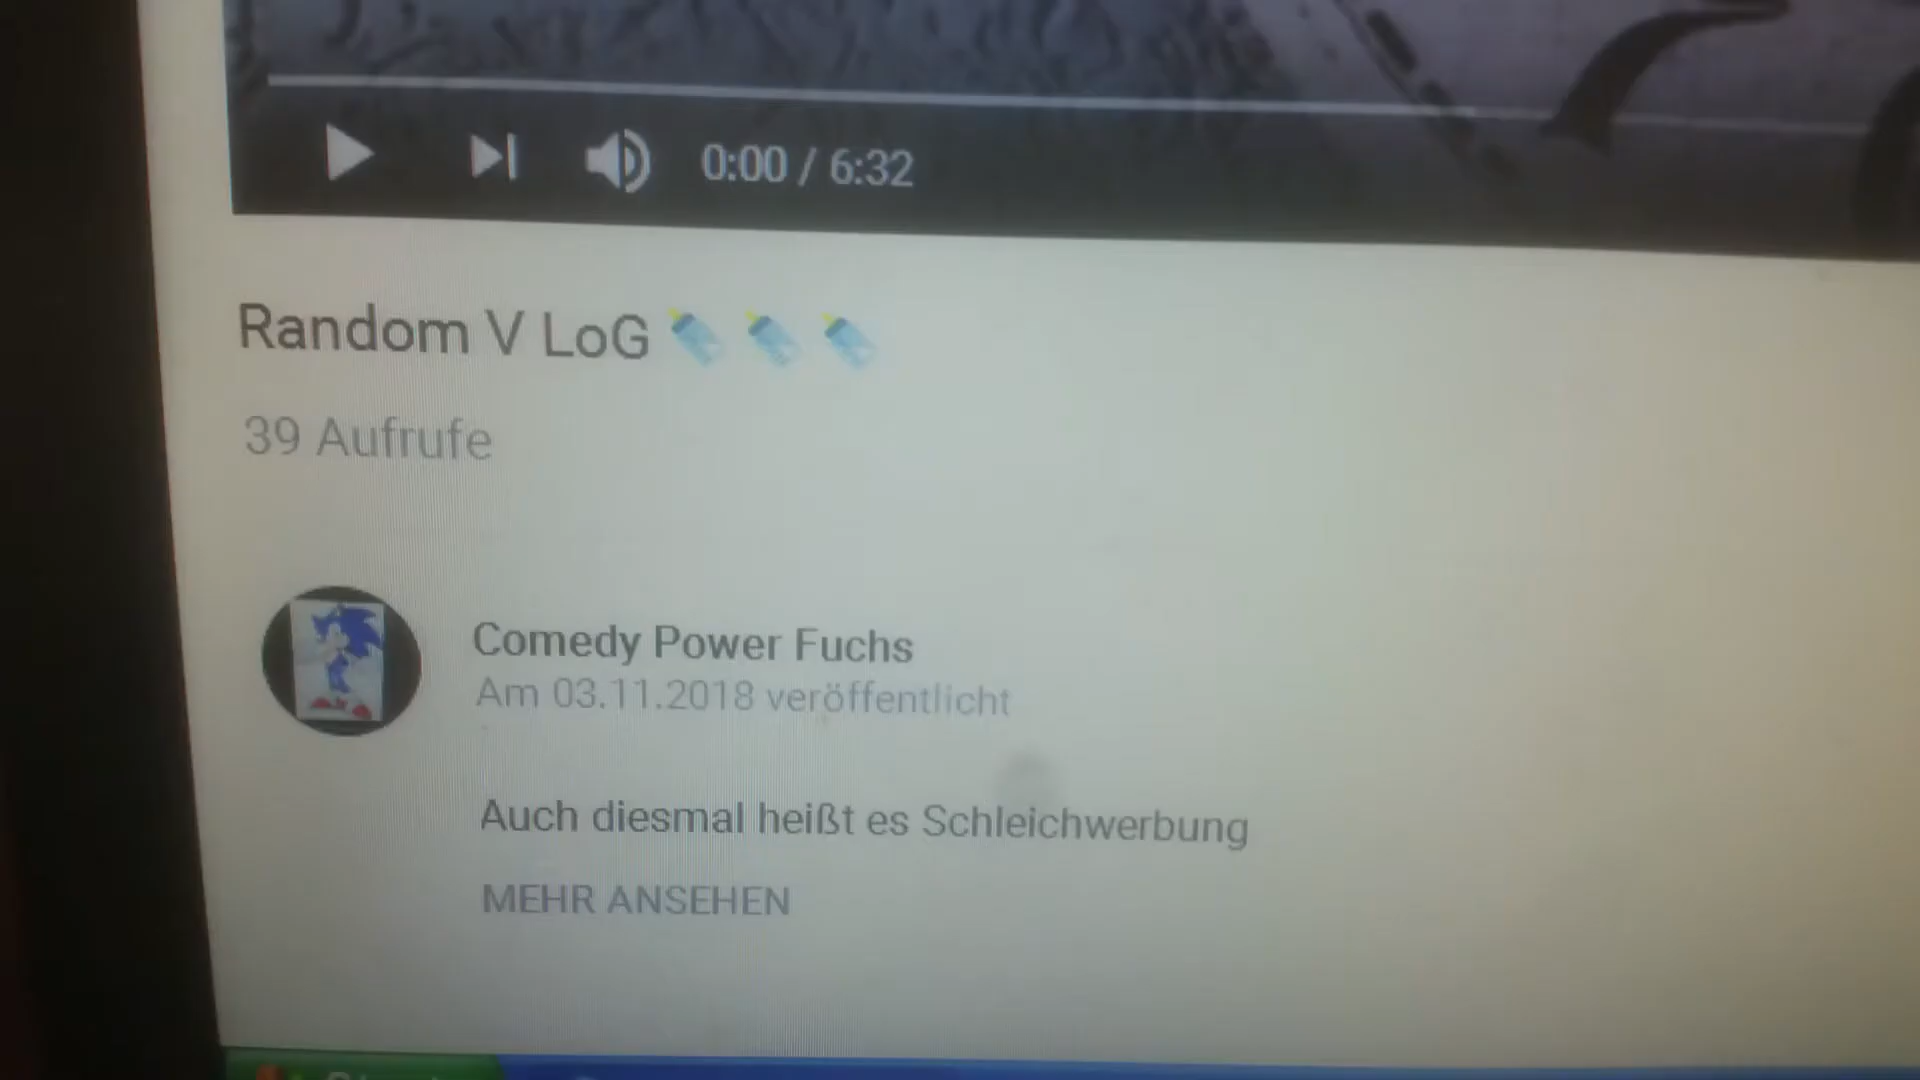 0:00 / 6:32
Random V LoG 🍼 🍼 🍼
39 Aufrufe
Comedy Power Fuchs
Am 03.11.2018 veröffentlicht
Auch diesmal heißt es Schleichwerbung
MEHR ANSEHEN